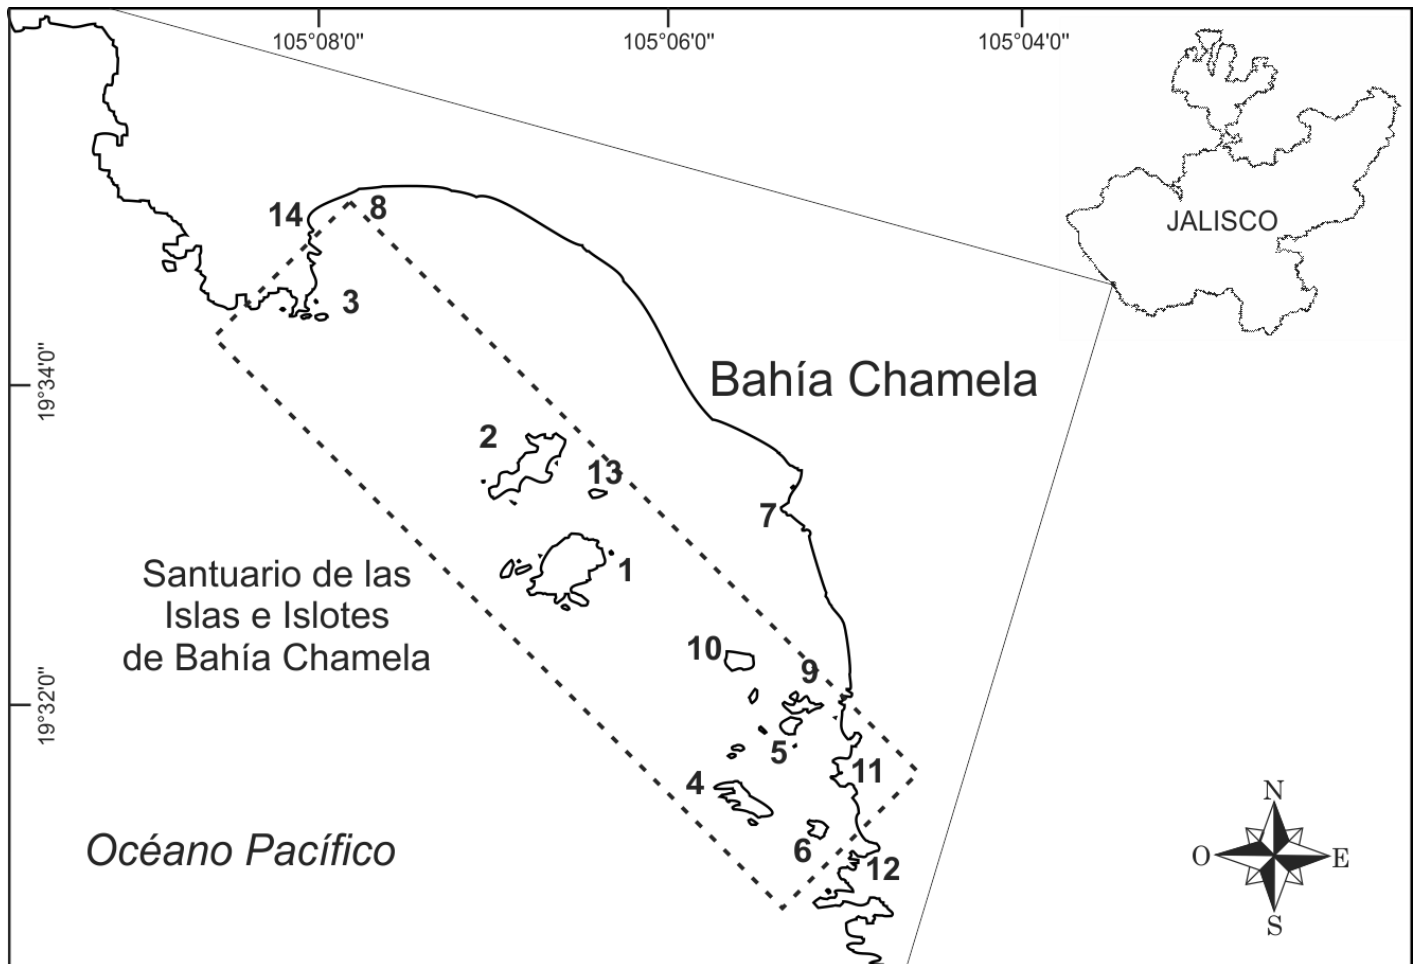 105°08'0"
105°06'0"
105°04'0"
JALISCO
14
8
3
19°34'0"
Bahía Chamela
2
13
7
1
Santuario de las
Islas e Islotes
de Bahía Chamela
10
9
19°32'0"
5
11
4
6
12
Océano Pacífico
N
O
E
S